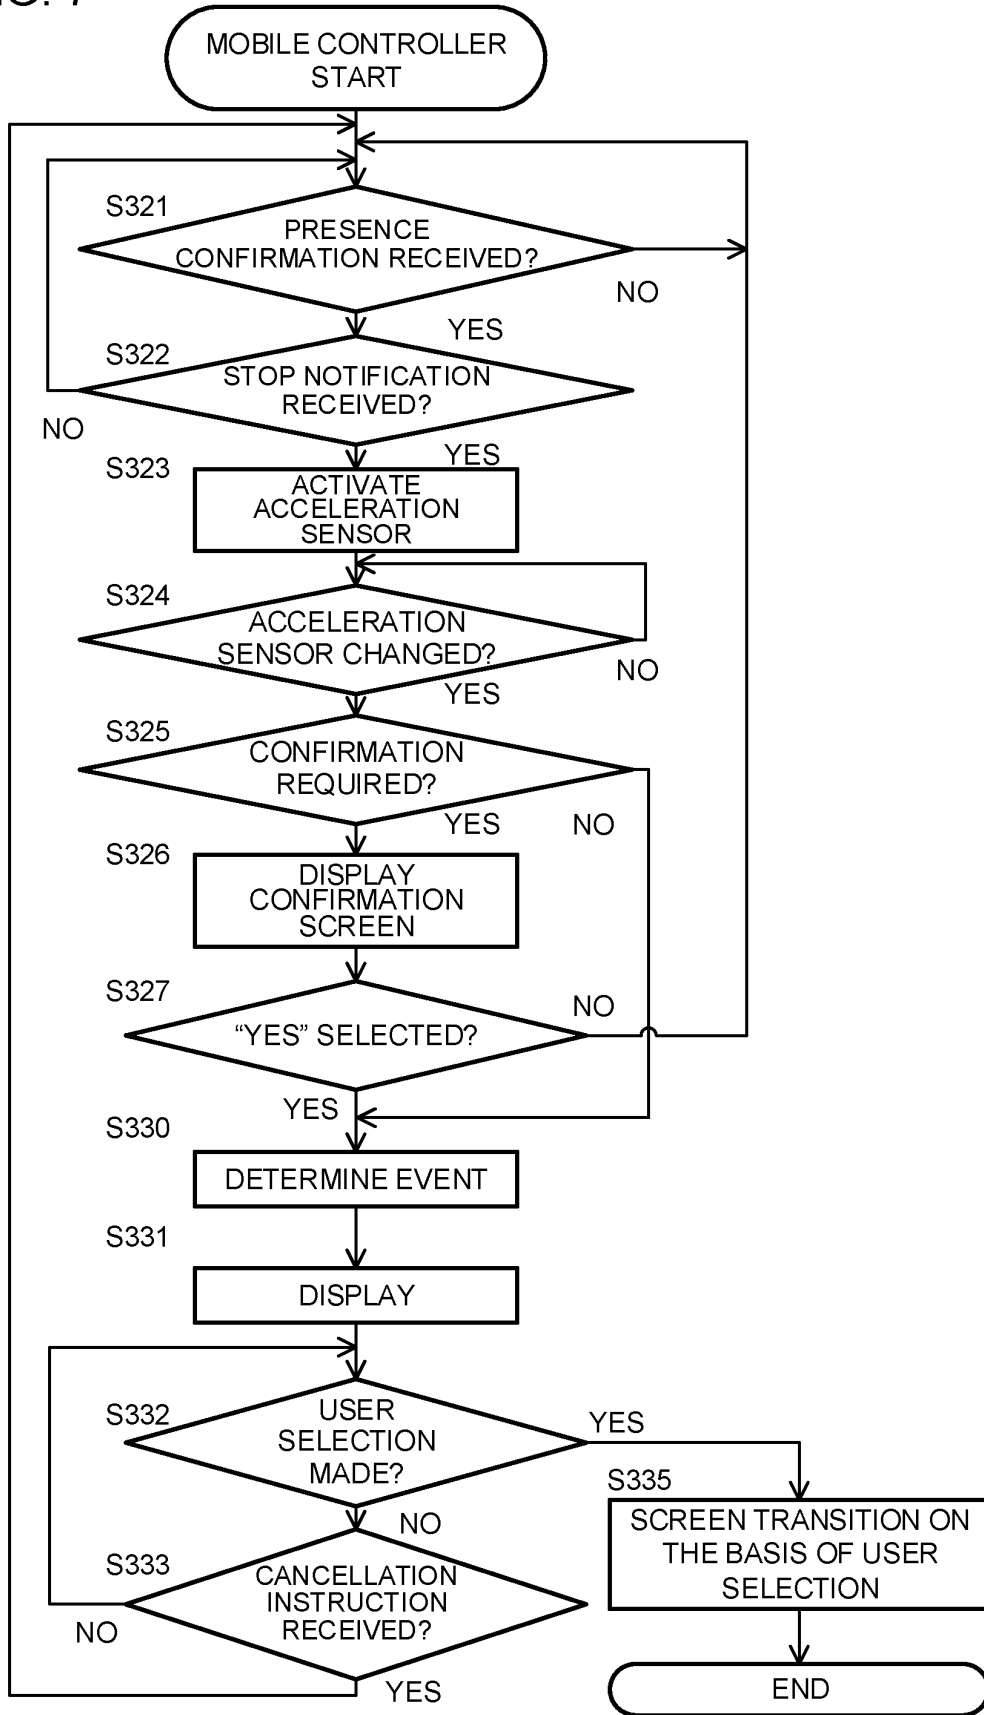 MOBILE CONTROLLER
START
S321
PRESENCE
CONFIRMATION RECEIVED?
NO
YES
S322
STOP NOTIFICATION
RECEIVED?
NO
YES
S323
ACTIVATE
ACCELERATION
SENSOR
S324
ACCELERATION
SENSOR CHANGED?
NO
YES
S325
CONFIRMATION
REQUIRED?
YES
NO
S326
DISPLAY
CONFIRMATION
SCREEN
S327
NO
“YES” SELECTED?
YES
S330
DETERMINE EVENT
S331
DISPLAY
S332
USER
SELECTION
MADE?
YES
NO
S335
SCREEN TRANSITION ON
THE BASIS OF USER
SELECTION
S333
CANCELLATION
INSTRUCTION
RECEIVED?
NO
YES
END